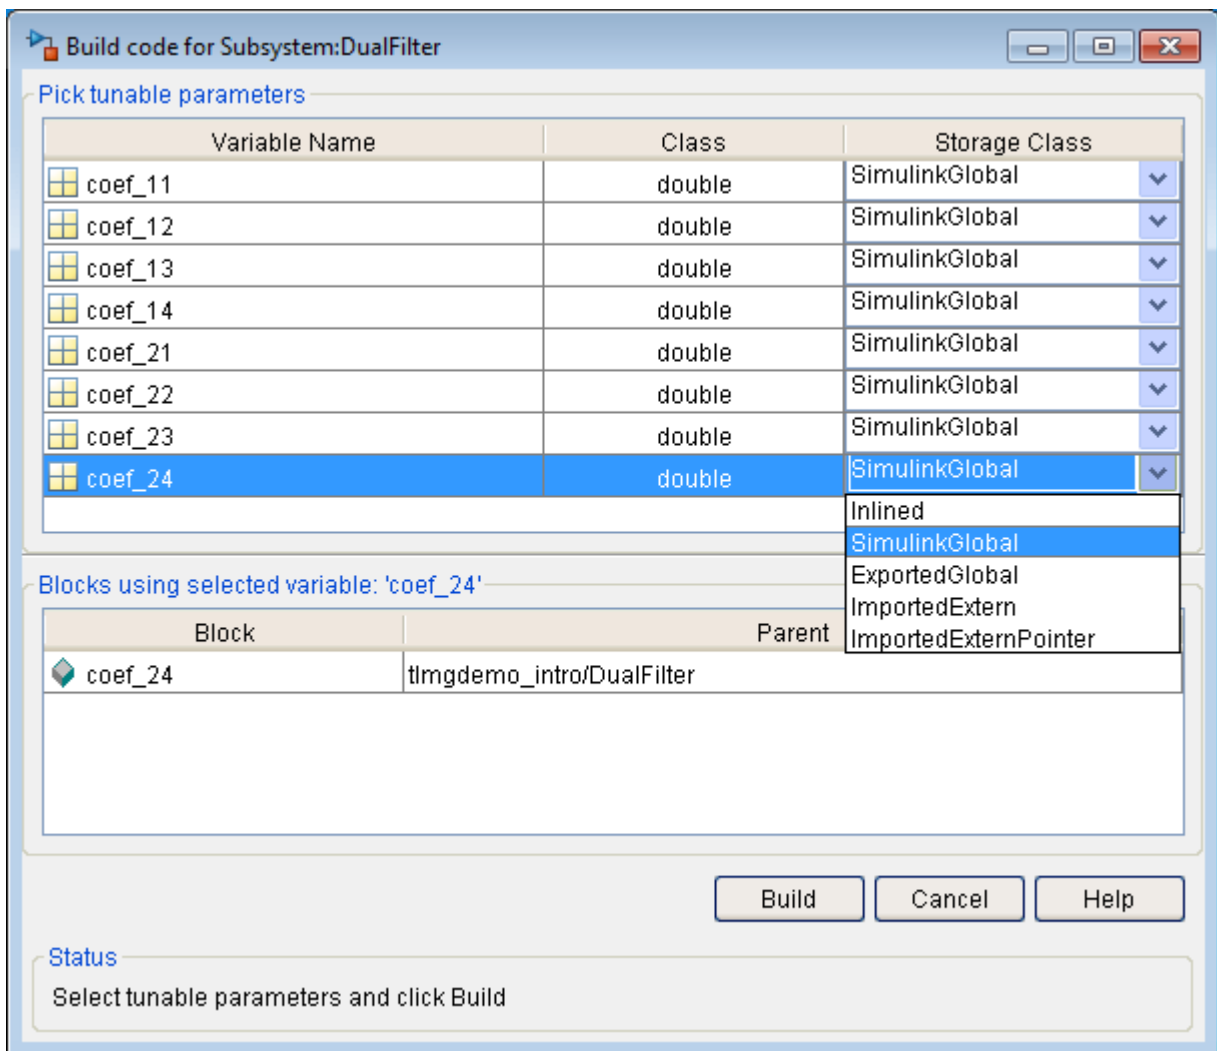 Build code for Subsystem:DualFilter
Pick tunable parameters
Variable Name Class Storage Class
coef_11 double SimulinkGlobal
coef_12 double SimulinkGlobal
coef_13 double SimulinkGlobal
coef_14 double SimulinkGlobal
coef_21 double SimulinkGlobal
coef_22 double SimulinkGlobal
coef_23 double SimulinkGlobal
coef_24 double SimulinkGlobal
Inlined
SimulinkGlobal
ExportedGlobal
ImportedExtern
ImportedExternPointer
Blocks using selected variable: 'coef_24'
Block Parent
coef_24 tlmgdemo_intro/DualFilter
Build Cancel Help
Status
Select tunable parameters and click Build